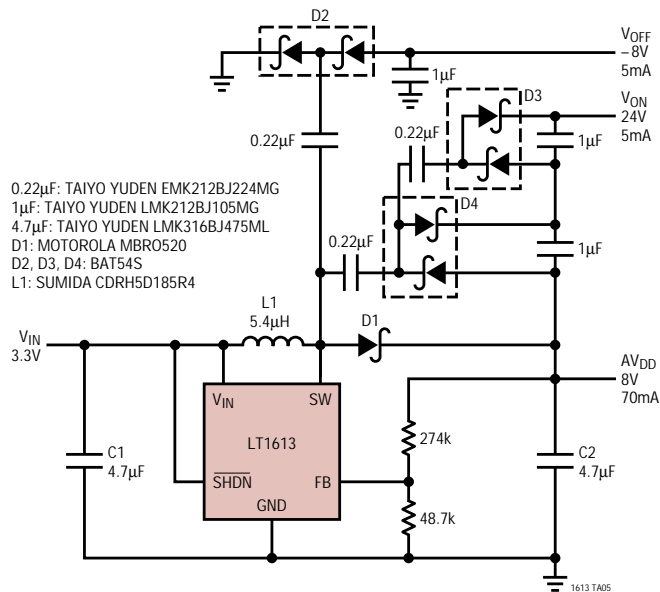 D2
VOFF
–8V
5mA
1µF
D3
VON
24V
5mA
0.22µF
1µF
0.22µF
D4
0.22µF: TAIYO YUDEN EMK212BJ224MG
1µF: TAIYO YUDEN LMK212BJ105MG
4.7µF: TAIYO YUDEN LMK316BJ475ML
D1: MOTOROLA MBRO520
D2, D3, D4: BAT54S
L1: SUMIDA CDRH5D185R4
0.22µF
1µF
L1
5.4µH
D1
VIN
3.3V
AVDD
8V
70mA
VIN
SW
LT1613
SHDN
FB
GND
274k
48.7k
C1
4.7µF
C2
4.7µF
1613 TA05